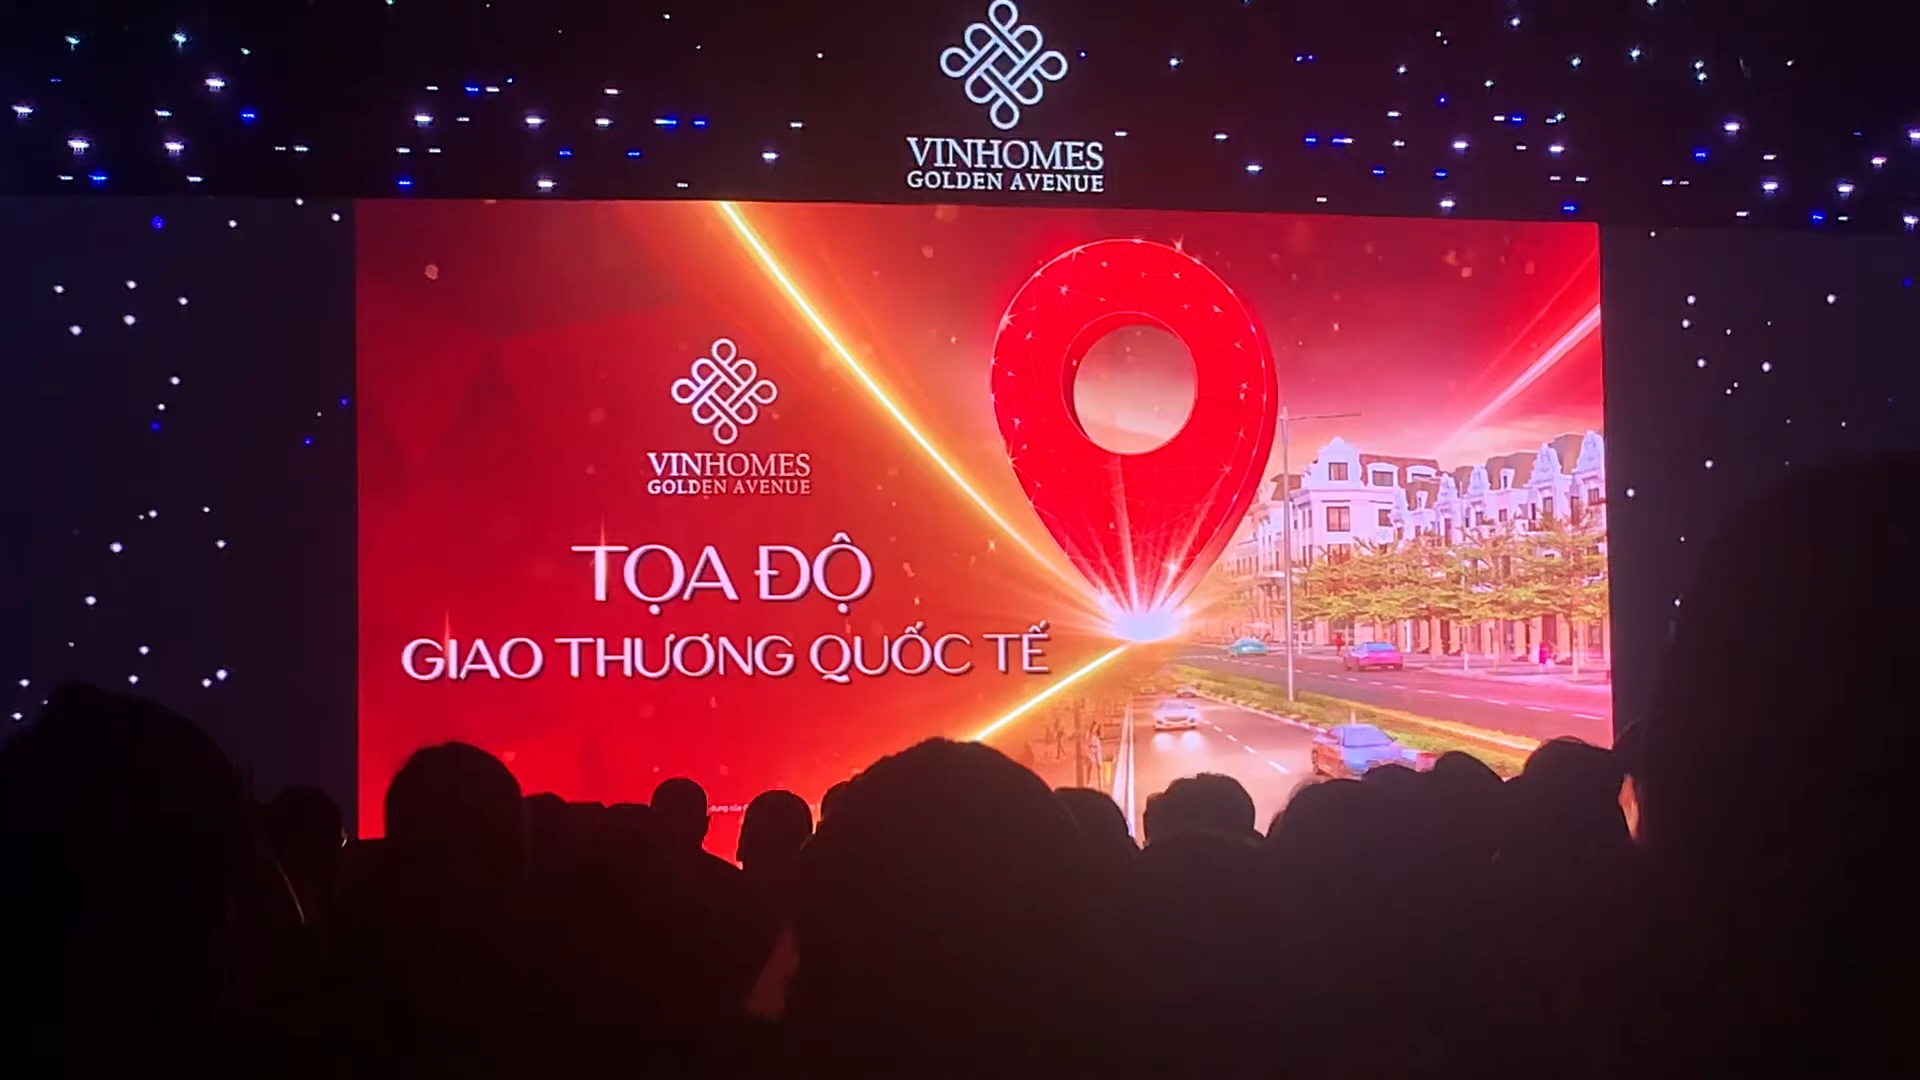 VINHOMES
GOLDEN AVENUE
VINHOMES
GOLDEN AVENUE
TỌA ĐỘ
GIAO THƯƠNG QUỐC TẾ